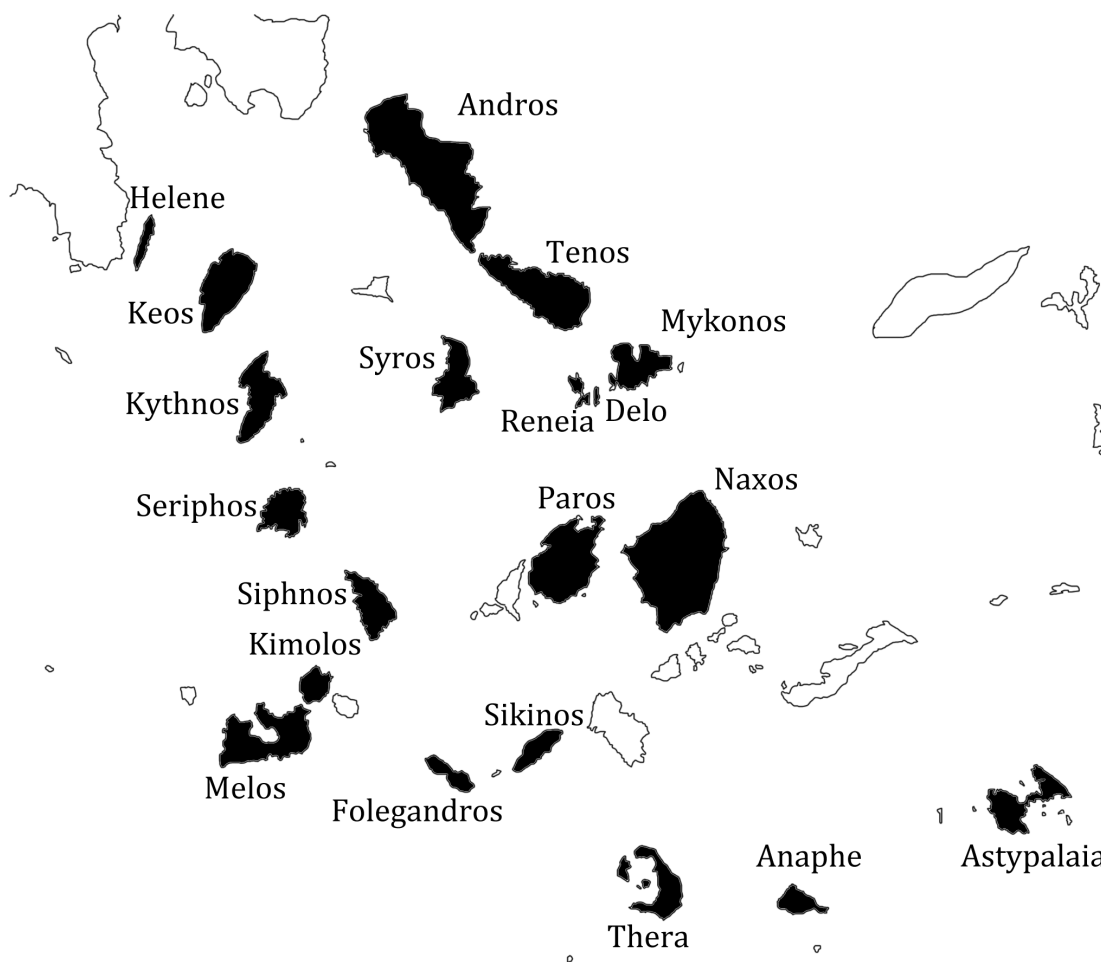 Andros
Helene
Tenos
Keos
Mykonos
Syros
Kythnos
Reneia
Delo
Naxos
Paros
Seriphos
Siphnos
Kimolos
Sikinos
Melos
Folegandros
Anaphe
Astypalaia
Thera